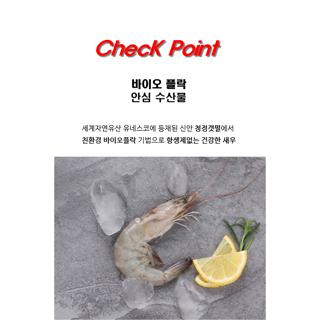 ChecK Point
바이오 플락
안심 수산물
세계자연유산 유네스코에 등재된 신안 청정갯벌에서
친환경 바이오플락 기법으로 항생제없는 건강한 새우